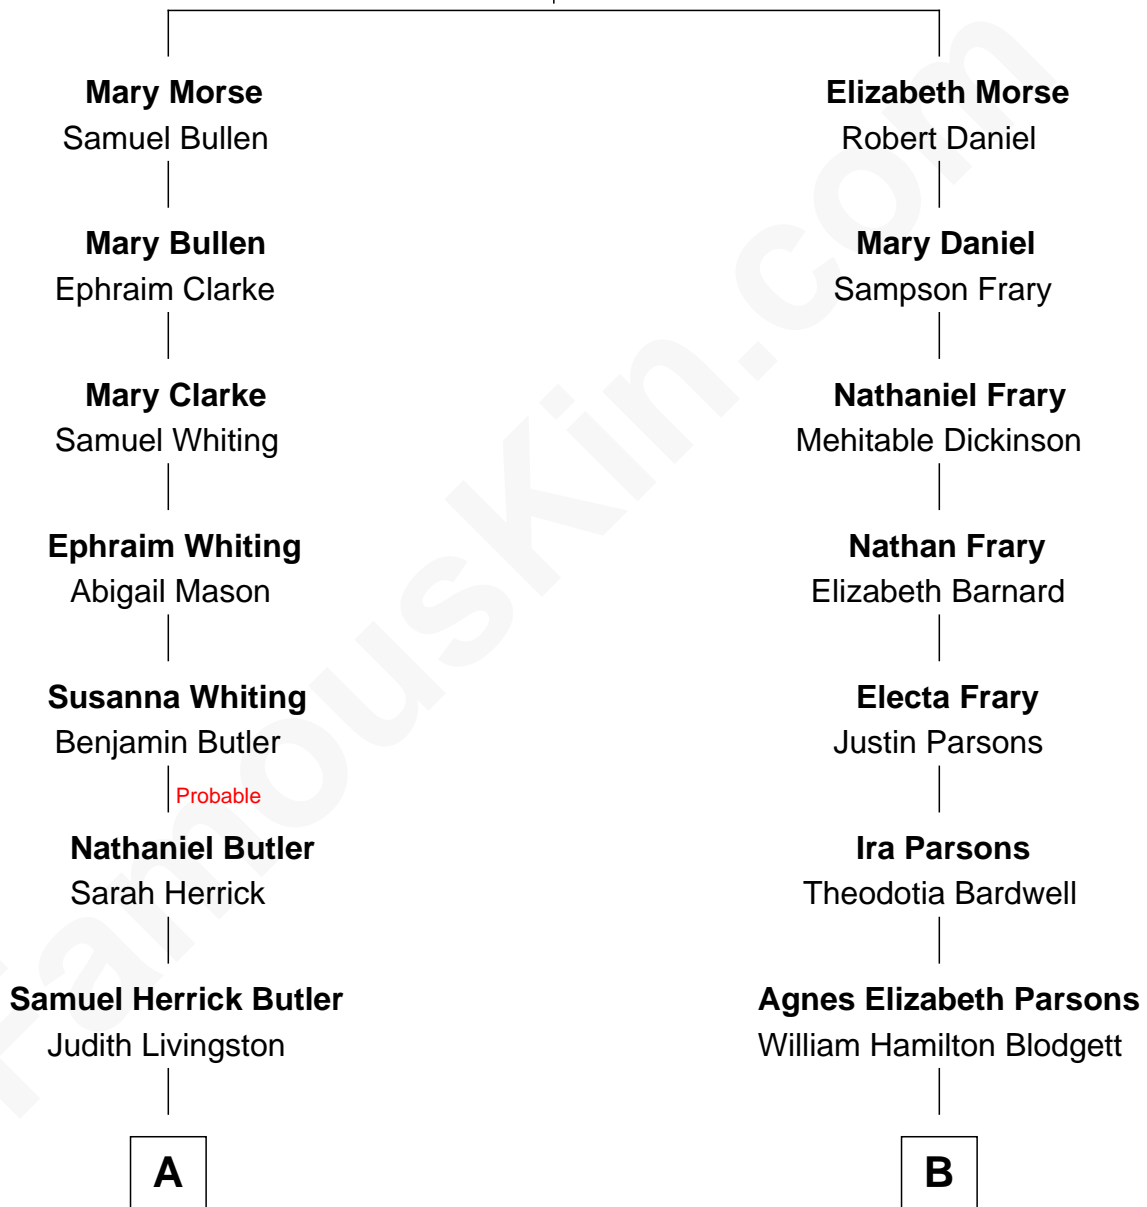 Mary Morse
Samuel Bullen
Mary Bullen
Ephraim Clarke
Mary Clarke
Samuel Whiting
Ephraim Whiting
Abigail Mason
Susanna Whiting
Benjamin Butler
Probable
Nathaniel Butler
Sarah Herrick
Samuel Herrick Butler
Judith Livingston
A
Elizabeth Morse
Robert Daniel
Mary Daniel
Sampson Frary
Nathaniel Frary
Mehitable Dickinson
Nathan Frary
Elizabeth Barnard
Electa Frary
Justin Parsons
Ira Parsons
Theodotia Bardwell
Agnes Elizabeth Parsons
William Hamilton Blodgett
B
FamousKin.com